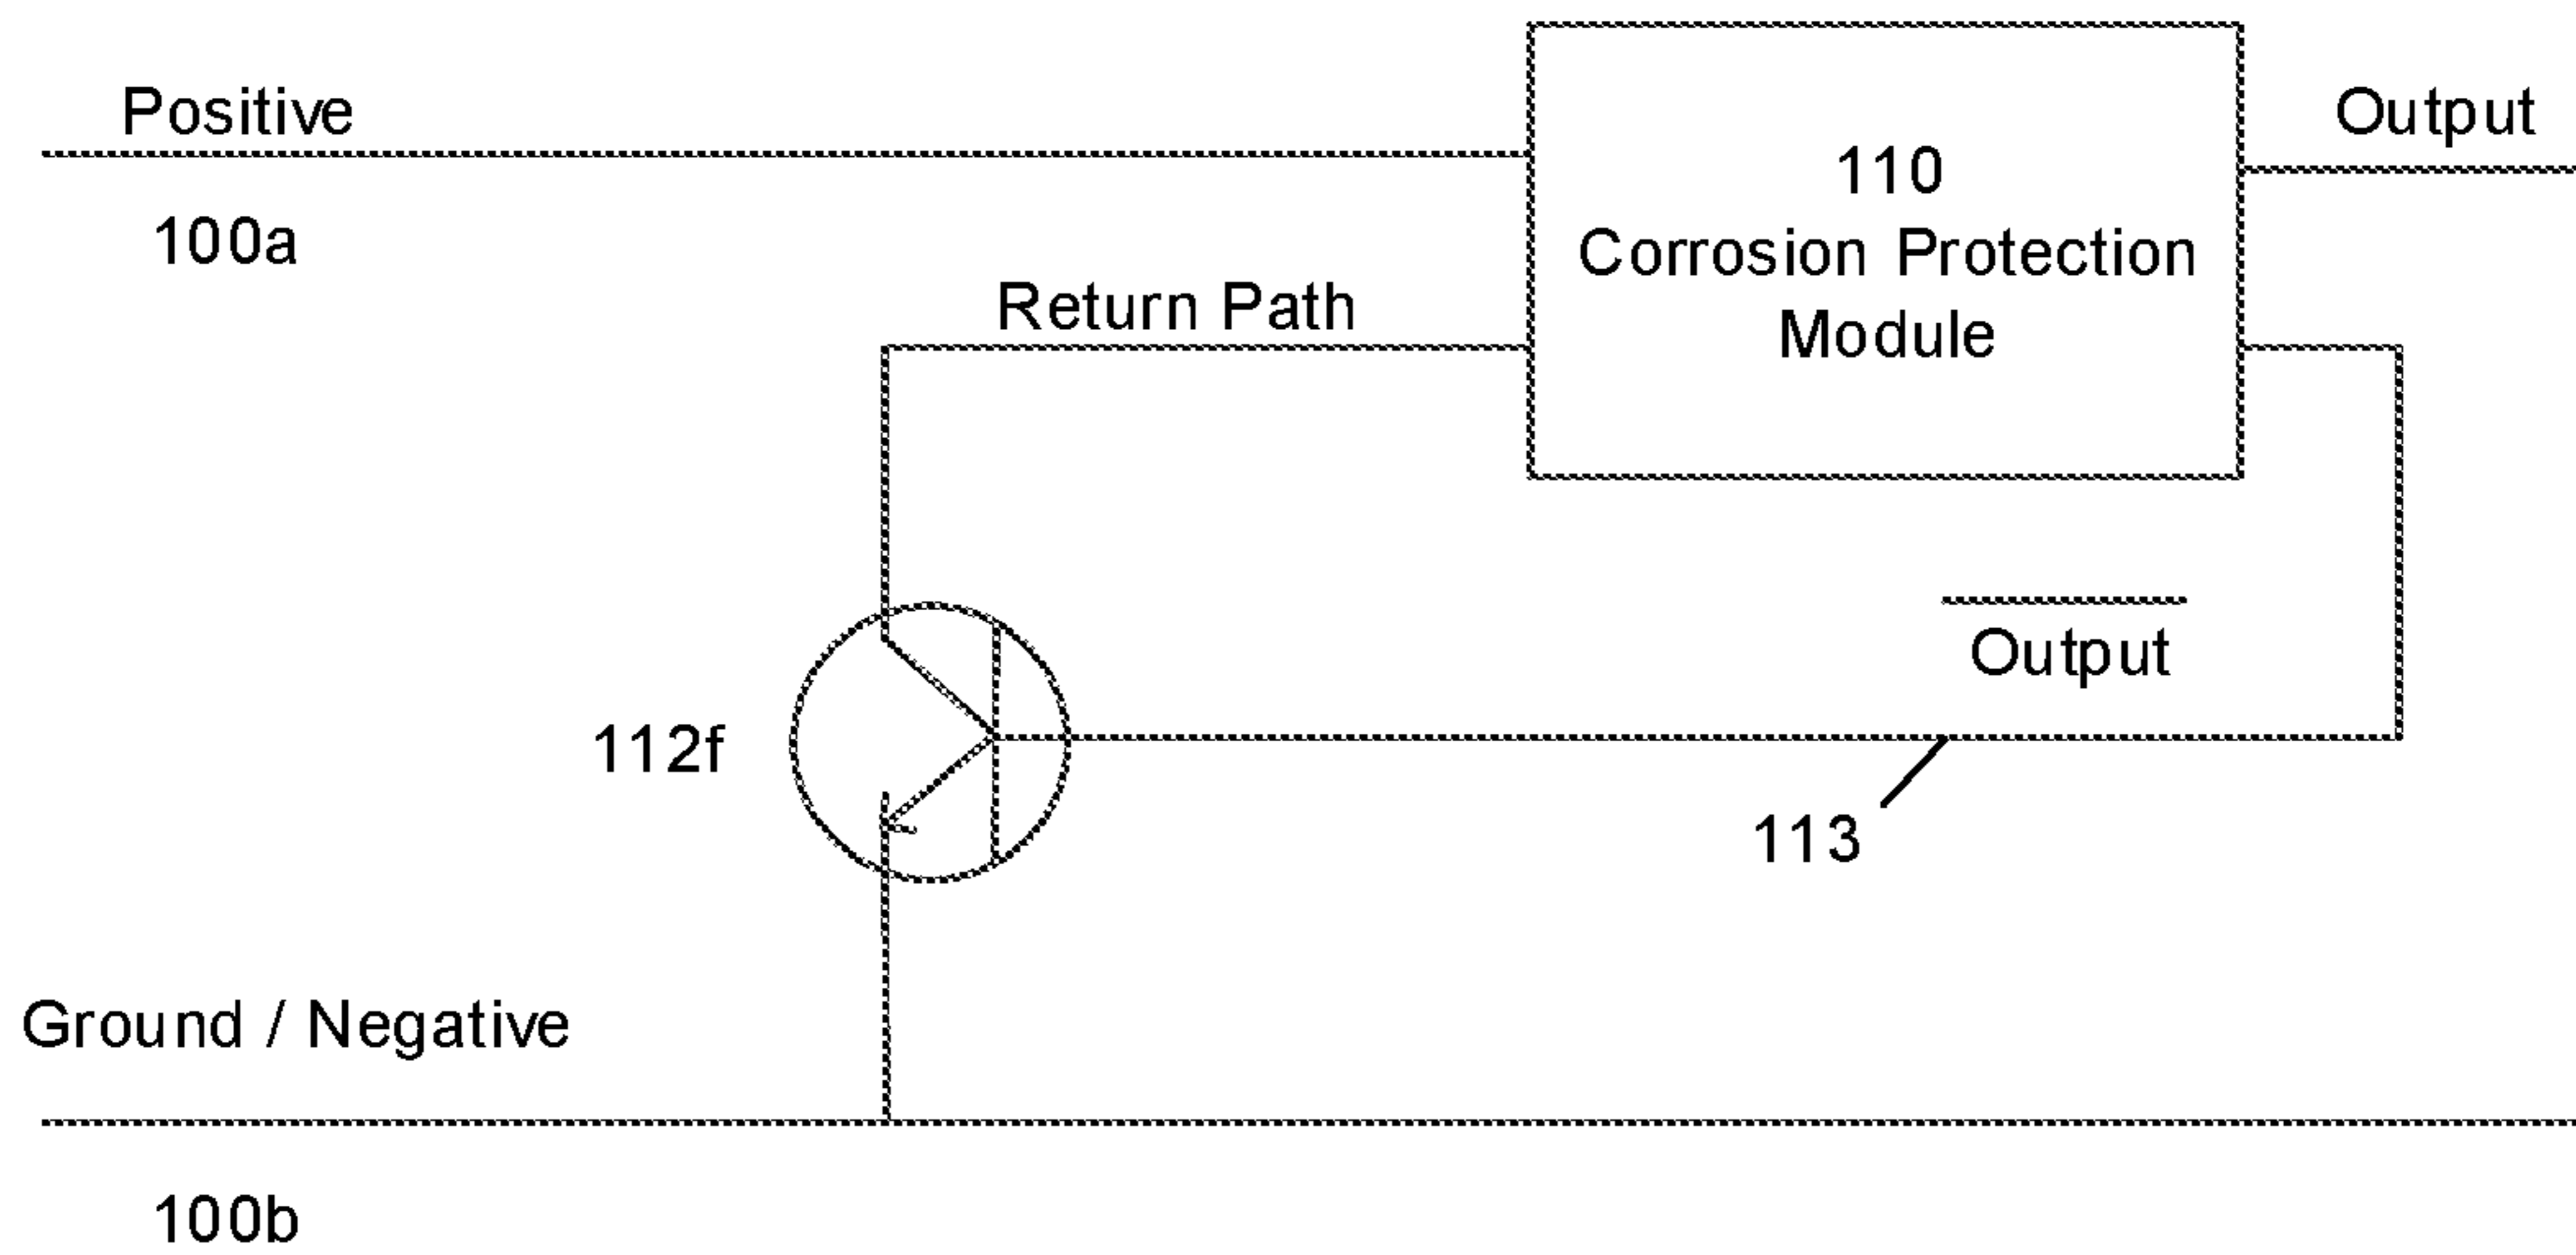 Positive
Output
100a
110
Corrosion Protection
Module
Return Path
Output
112f
113
Ground / Negative
100b